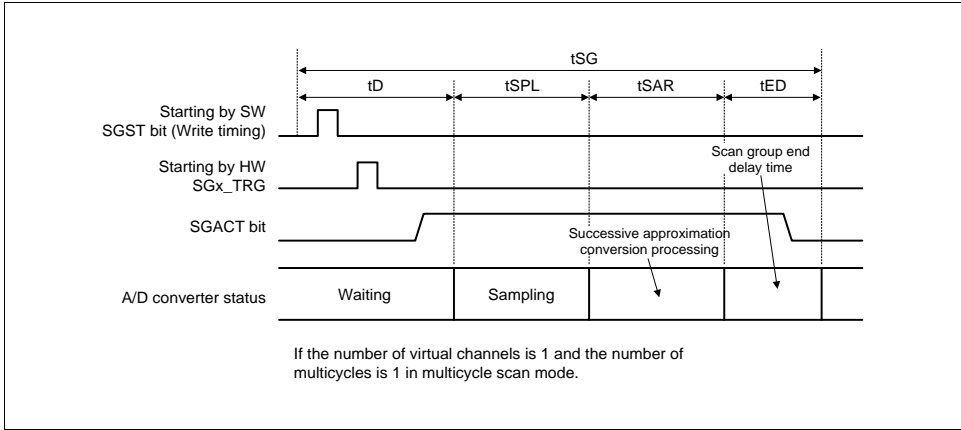 tSG
tD
tSPL
tSAR
tED
Starting by SW
SGST bit (Write timing)
Scan group end
delay time
Starting by HW
SGx_TRG
SGACT bit
Successive approximation
conversion processing
A/D converter status
Waiting
Sampling
If the number of virtual channels is 1 and the number of
multicycles is 1 in multicycle scan mode.